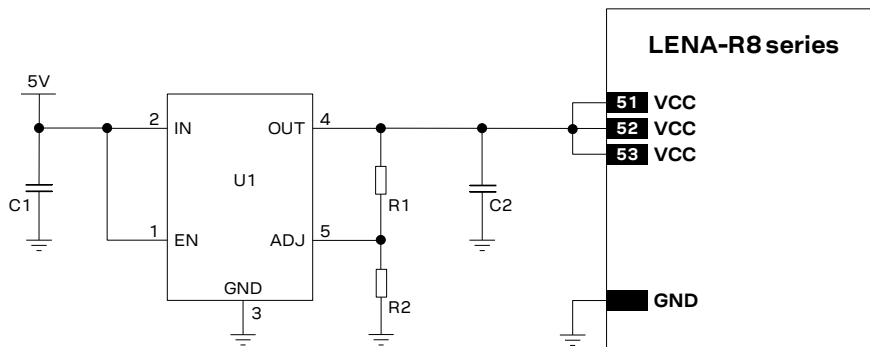 LENA-R8 series
5V
51 VCC
2 IN OUT 4
52 VCC
53 VCC
U1
C1
R1
C2
1 EN ADJ 5
GND
3
R2
GND